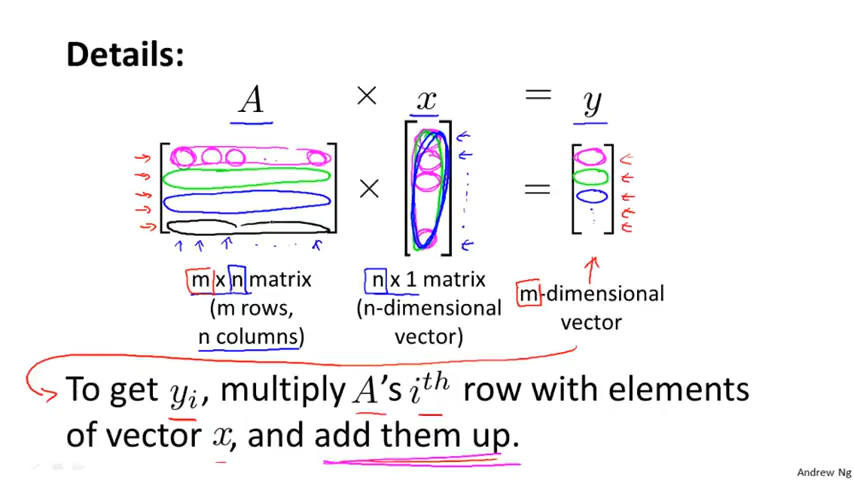 Details:
A × x = y
× =
m x n matrix
(m rows,
n columns)
n x 1 matrix
(n-dimensional
vector)
m-dimensional
vector
To get yᵢ, multiply A's iᵗʰ row with elements
of vector x, and add them up.
Andrew Ng